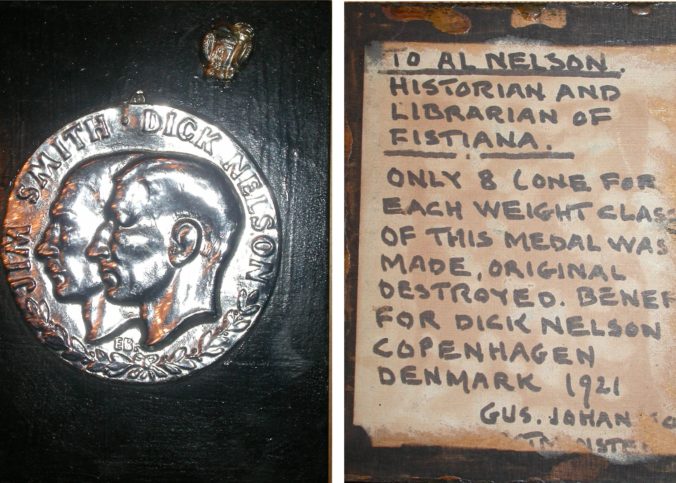 JIM SMITH · DICK NELSON
EB
TO AL NELSON.
HISTORIAN AND
LIBRARIAN OF
FISTIANA.
ONLY 8 (ONE FOR
EACH WEIGHT CLAS
OF THIS MEDAL WAS
MADE, ORIGINAL
DESTROYED. BENEF
FOR DICK NELSON
COPENHAGEN
DENMARK 1921
GUS. JOHAN